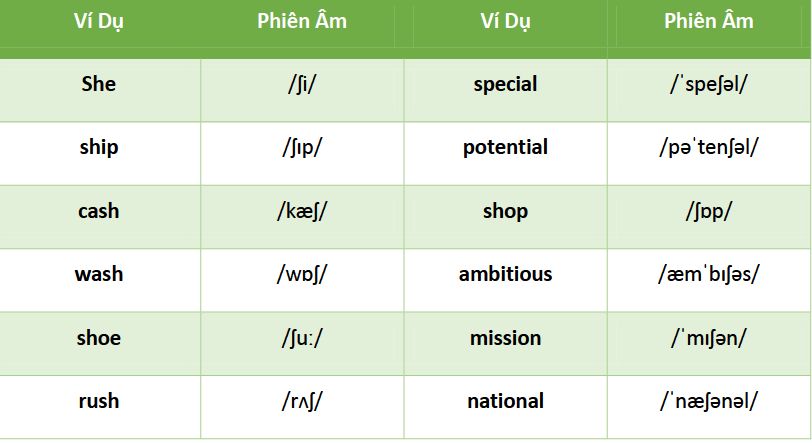 Ví Dụ Phiên Âm Ví Dụ Phiên Âm
She /ʃi/ special /ˈspeʃəl/
ship /ʃɪp/ potential /pəˈtenʃəl/
cash /kæʃ/ shop /ʃɒp/
wash /wɒʃ/ ambitious /æmˈbɪʃəs/
shoe /ʃuː/ mission /ˈmɪʃən/
rush /rʌʃ/ national /ˈnæʃənəl/